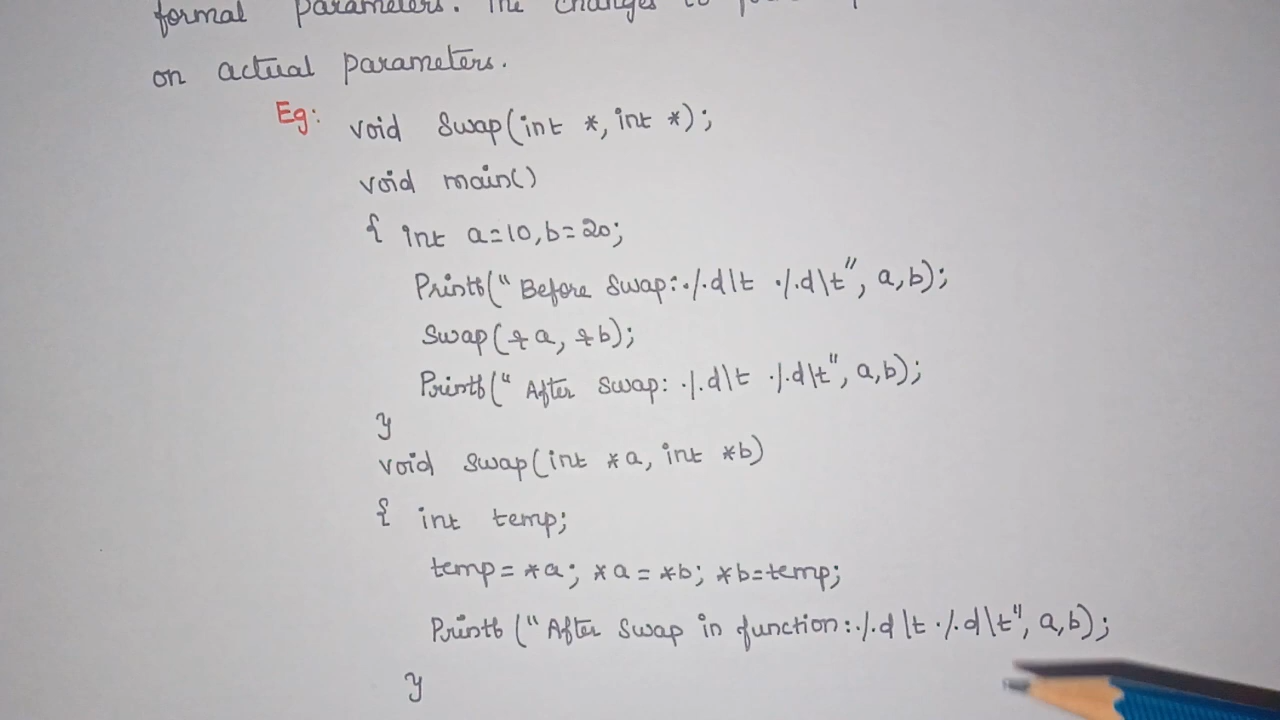 formal parameters. The changes to
on actual parameters.
Eg: void Swap(int *, int *);
void main()
{ int a=10, b=20;
Printf("Before Swap: %d\t %d\t", a,b);
Swap(&a, &b);
Printf("After Swap: %d\t %d\t", a,b);
}
void swap(int *a, int *b)
{ int temp;
temp= *a; *a = *b; *b=temp;
Printf ("After Swap in function: %d\t %d\t", a,b);
}